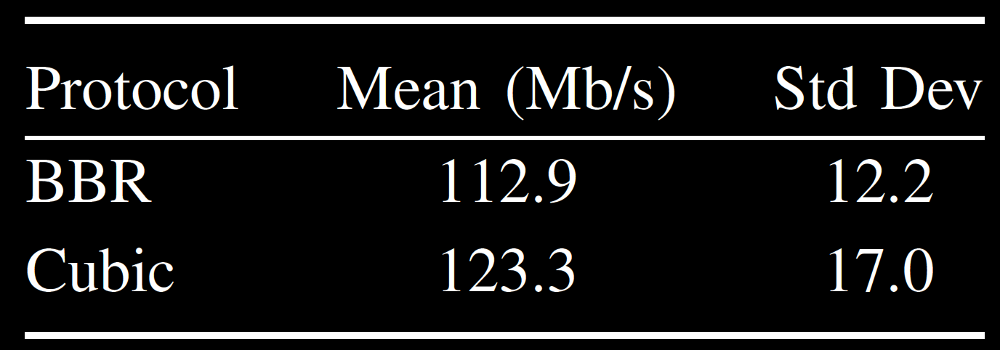 Protocol Mean (Mb/s) Std Dev
BBR 112.9 12.2
Cubic 123.3 17.0